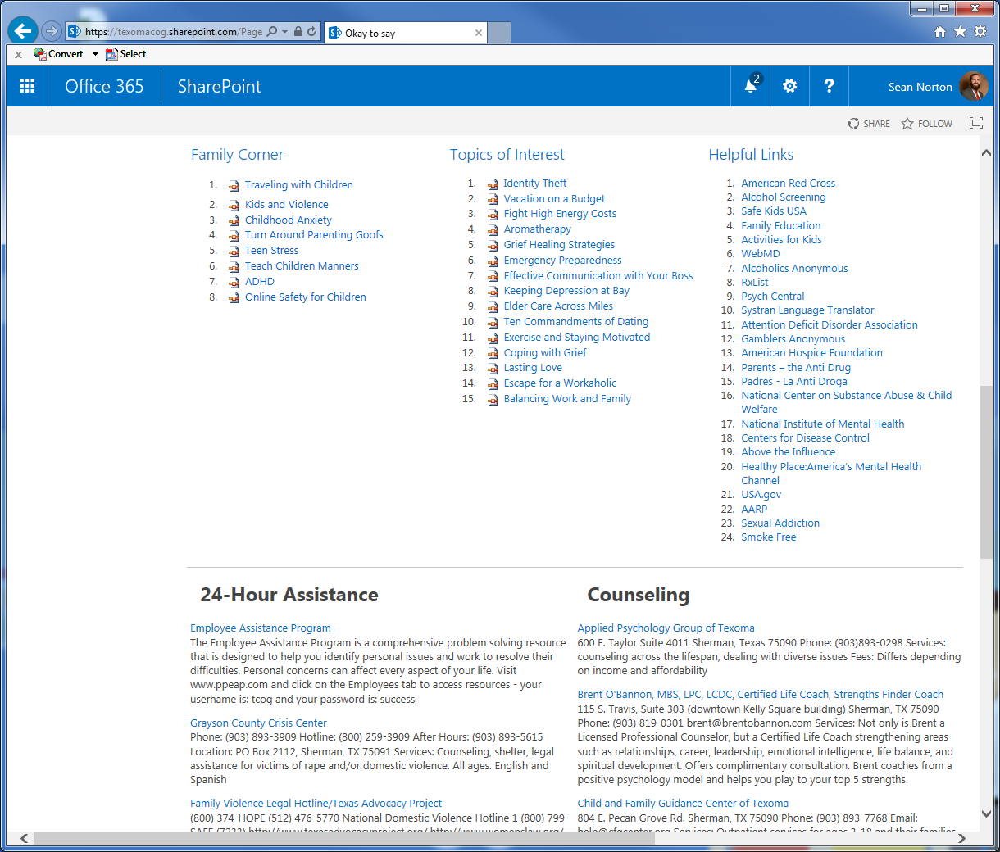 https://texomacog.sharepoint.com/Page
Okay to say
Convert
Select
Office 365
SharePoint
2
?
Sean Norton
SHARE
FOLLOW
Family Corner
1. Traveling with Children
2. Kids and Violence
3. Childhood Anxiety
4. Turn Around Parenting Goofs
5. Teen Stress
6. Teach Children Manners
7. ADHD
8. Online Safety for Children
Topics of Interest
1. Identity Theft
2. Vacation on a Budget
3. Fight High Energy Costs
4. Aromatherapy
5. Grief Healing Strategies
6. Emergency Preparedness
7. Effective Communication with Your Boss
8. Keeping Depression at Bay
9. Elder Care Across Miles
10. Ten Commandments of Dating
11. Exercise and Staying Motivated
12. Coping with Grief
13. Lasting Love
14. Escape for a Workaholic
15. Balancing Work and Family
Helpful Links
1. American Red Cross
2. Alcohol Screening
3. Safe Kids USA
4. Family Education
5. Activities for Kids
6. WebMD
7. Alcoholics Anonymous
8. RxList
9. Psych Central
10. Systran Language Translator
11. Attention Deficit Disorder Association
12. Gamblers Anonymous
13. American Hospice Foundation
14. Parents – the Anti Drug
15. Padres - La Anti Droga
16. National Center on Substance Abuse & Child
Welfare
17. National Institute of Mental Health
18. Centers for Disease Control
19. Above the Influence
20. Healthy Place:America's Mental Health
Channel
21. USA.gov
22. AARP
23. Sexual Addiction
24. Smoke Free
24-Hour Assistance
Employee Assistance Program
The Employee Assistance Program is a comprehensive problem solving resource
that is designed to help you identify personal issues and work to resolve their
difficulties. Personal concerns can affect every aspect of your life. Visit
www.ppeap.com and click on the Employees tab to access resources - your
username is: tcog and your password is: success
Grayson County Crisis Center
Phone: (903) 893-3909 Hotline: (800) 259-3909 After Hours: (903) 893-5615
Location: PO Box 2112, Sherman, TX 75091 Services: Counseling, shelter, legal
assistance for victims of rape and/or domestic violence. All ages. English and
Spanish
Family Violence Legal Hotline/Texas Advocacy Project
(800) 374-HOPE (512) 476-5770 National Domestic Violence Hotline 1 (800) 799-
SAFE (7233) http://www.texasadvocacyproject.org/ http://www.womenslaw.org/
Counseling
Applied Psychology Group of Texoma
600 E. Taylor Suite 4011 Sherman, Texas 75090 Phone: (903)893-0298 Services:
counseling across the lifespan, dealing with diverse issues Fees: Differs depending
on income and affordability
Brent O'Bannon, MBS, LPC, LCDC, Certified Life Coach, Strengths Finder Coach
115 S. Travis, Suite 303 (downtown Kelly Square building) Sherman, TX 75090
Phone: (903) 819-0301 brent@brentobannon.com Services: Not only is Brent a
Licensed Professional Counselor, but a Certified Life Coach strengthening areas
such as relationships, career, leadership, emotional intelligence, life balance, and
spiritual development. Offers complimentary consultation. Brent coaches from a
positive psychology model and helps you play to your top 5 strengths.
Child and Family Guidance Center of Texoma
804 E. Pecan Grove Rd. Sherman, TX 75090 Phone: (903) 893-7768 Email:
help@cfgcenter.org Services: Outpatient services for ages 3-18 and their families